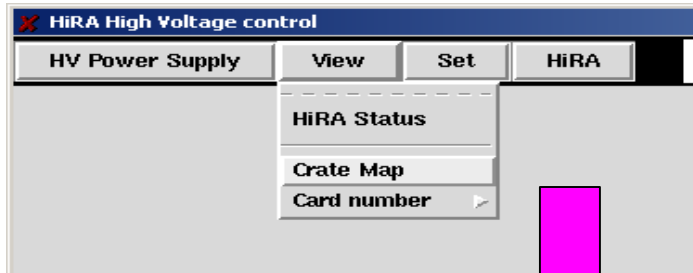 HiRA High Voltage control
HV Power Supply View Set HiRA
HiRA Status
Crate Map
Card number